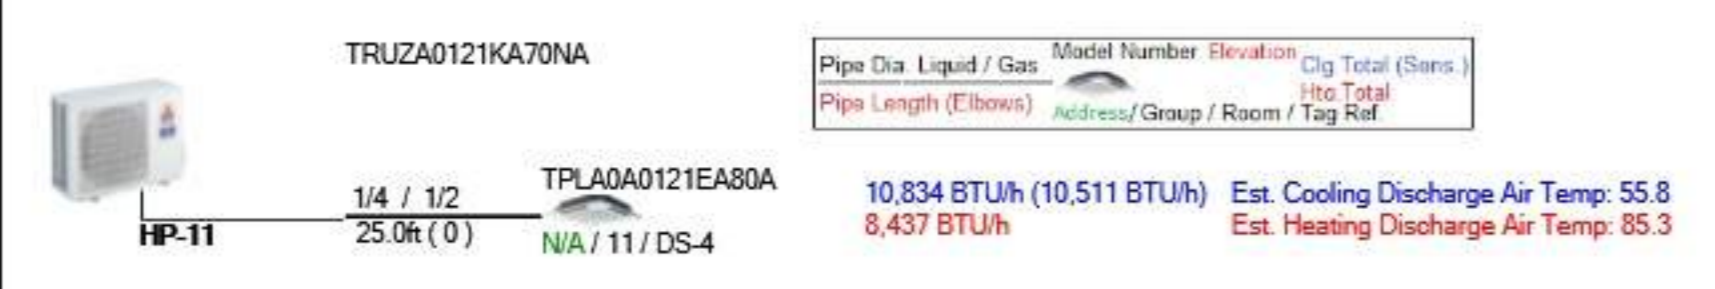 TRUZA0121KA70NA
Pipe Dia. Liquid / Gas
Pipe Length (Elbows)
Model Number Elevation
Clg Total (Sens.)
Htg Total
Address/ Group / Room / Tag Ref.
HP-11
1/4 / 1/2
25.0ft ( 0 )
TPLA0A0121EA80A
N/A / 11 / DS-4
10,834 BTU/h (10,511 BTU/h) Est. Cooling Discharge Air Temp: 55.8
8,437 BTU/h Est. Heating Discharge Air Temp: 85.3